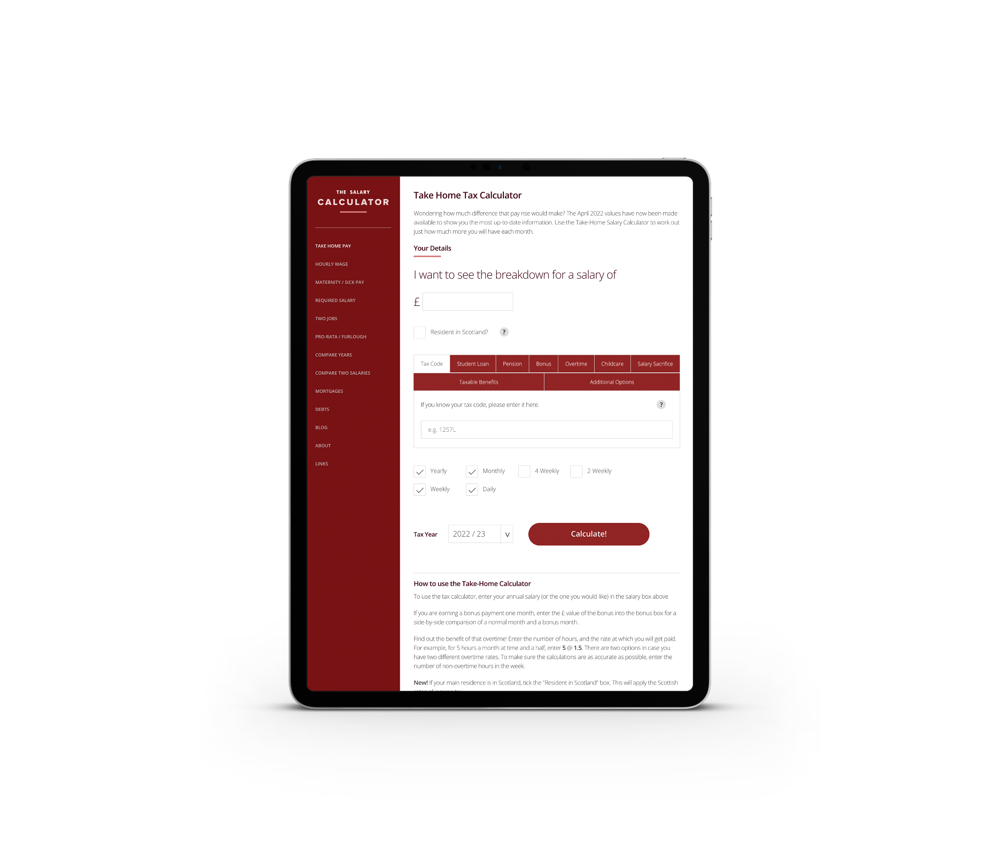 THE SALARY
CALCULATOR
TAKE HOME PAY
HOURLY WAGE
MATERNITY / SICK PAY
REQUIRED SALARY
TWO JOBS
PRO-RATA / FURLOUGH
COMPARE YEARS
COMPARE TWO SALARIES
MORTGAGES
DEBTS
BLOG
ABOUT
LINKS
Take Home Tax Calculator
Wondering how much difference that pay rise would make? The April 2022 values have now been made
available to show you the most up-to-date information. Use the Take-Home Salary Calculator to work out
just how much more you will have each month.
Your Details
I want to see the breakdown for a salary of
£
Resident in Scotland? ?
Tax Code Student Loan Pension Bonus Overtime Childcare Salary Sacrifice
Taxable Benefits Additional Options
If you know your tax code, please enter it here. ?
e.g. 1257L
Yearly Monthly 4 Weekly 2 Weekly
Weekly Daily
Tax Year 2022 / 23 Calculate!
How to use the Take-Home Calculator
To use the tax calculator, enter your annual salary (or the one you would like) in the salary box above
If you are earning a bonus payment one month, enter the £ value of the bonus into the bonus box for a
side-by-side comparison of a normal month and a bonus month.
Find out the benefit of that overtime! Enter the number of hours, and the rate at which you will get paid.
For example, for 5 hours a month at time and a half, enter 5 @ 1.5. There are two options in case you
have two different overtime rates. To make sure the calculations are as accurate as possible, enter the
number of non-overtime hours in the week.
New! If your main residence is in Scotland, tick the "Resident in Scotland" box. This will apply the Scottish